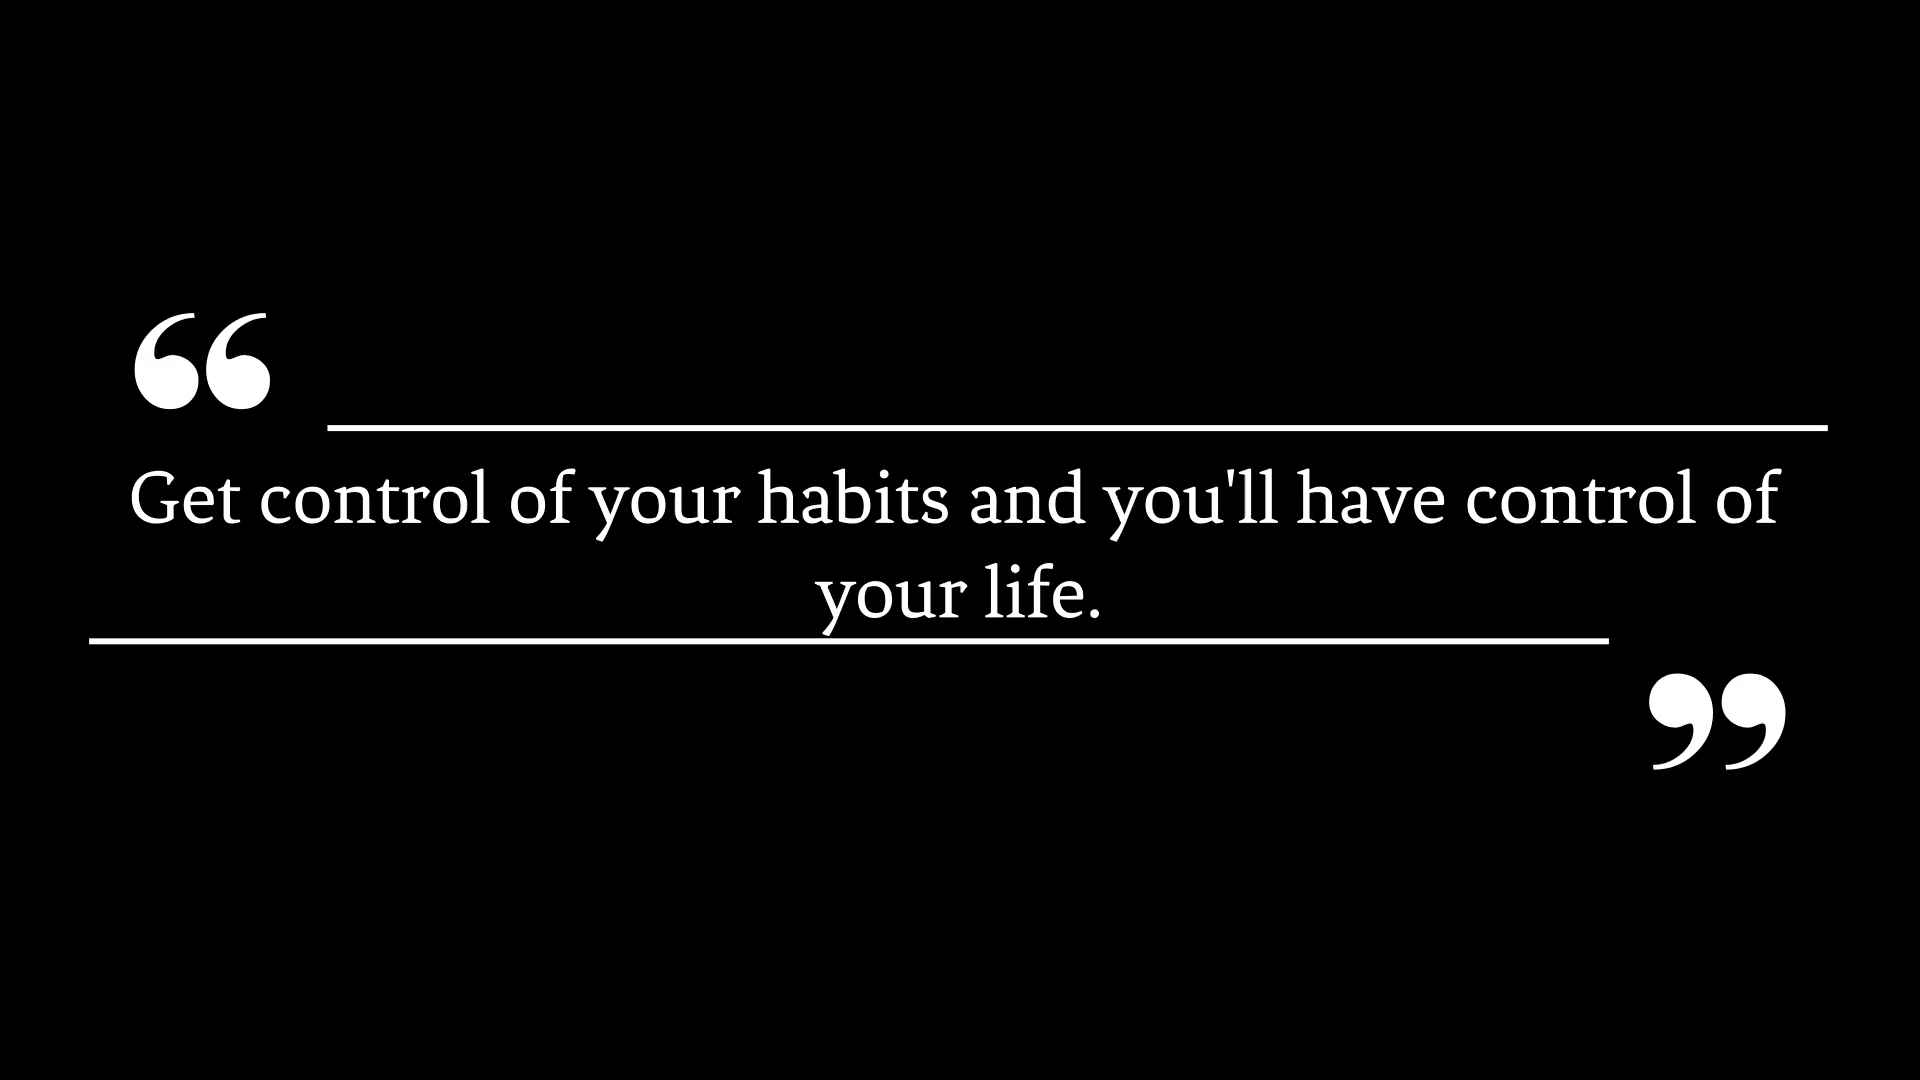 “
Get control of your habits and you'll have control of
your life.
”